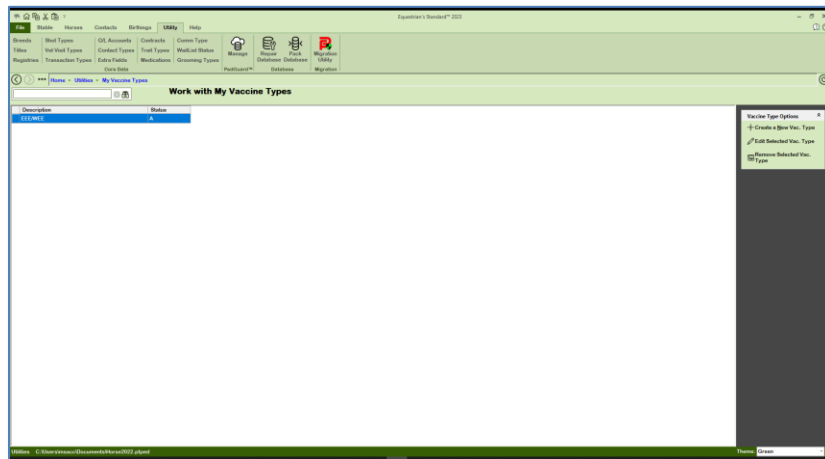 Equestrian's Standard™ 2022
File Stable Horses Contacts Birthings Utility Help
Breeds Shed Types G/L Accounts Contracts Comm Type
Titles Vet Visit Types Contact Types Trail Types WaitList Status
Registries Transaction Types Extra Fields Medications Grooming Types
Manage
Repair Database
Pack Database
Migration Utility
Core Data PedGuard™ Database Migration
Home Utilities My Vaccine Types
Work with My Vaccine Types
Description Status
EEE/WEE A
Vaccine Type Options
Create a New Vac. Type
Edit Selected Vac. Type
Remove Selected Vac.
Type
Utilities Theme: Green